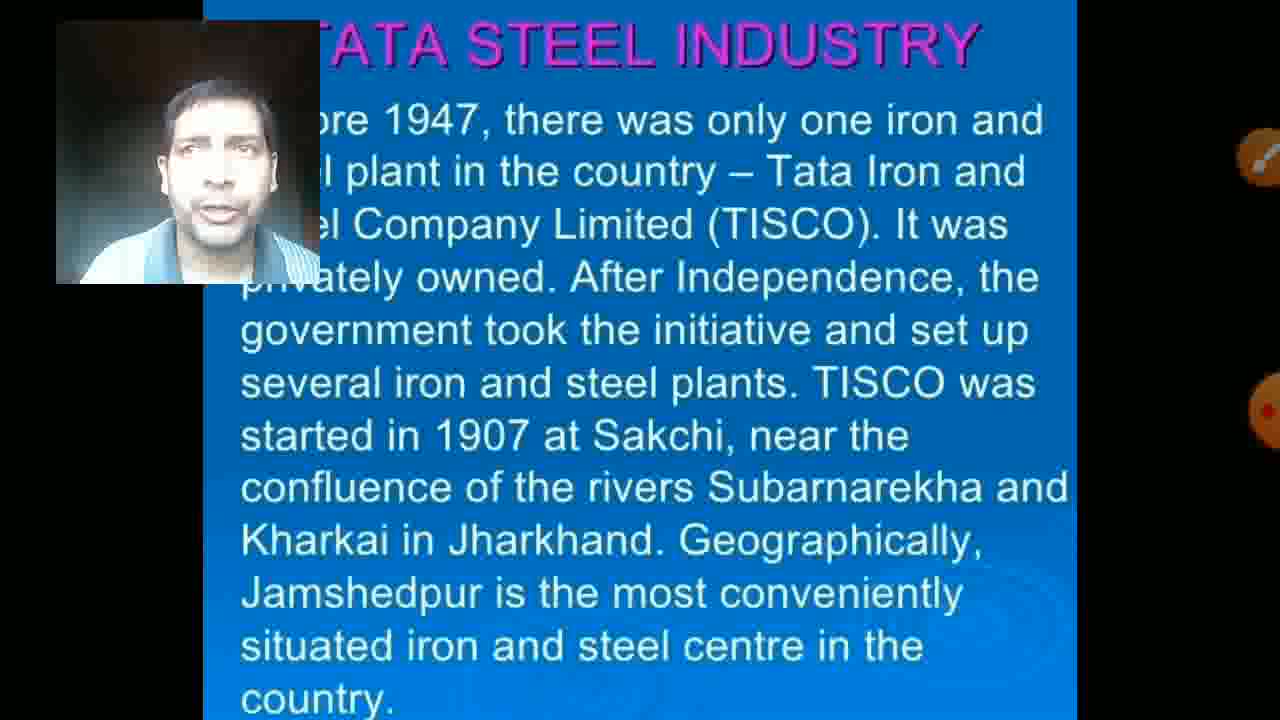 TATA STEEL INDUSTRY
1947, there was only one iron and
plant in the country – Tata Iron and
Company Limited (TISCO). It was
privately owned. After Independence, the
government took the initiative and set up
several iron and steel plants. TISCO was
started in 1907 at Sakchi, near the
confluence of the rivers Subarnarekha and
Kharkai in Jharkhand. Geographically,
Jamshedpur is the most conveniently
situated iron and steel centre in the
country.